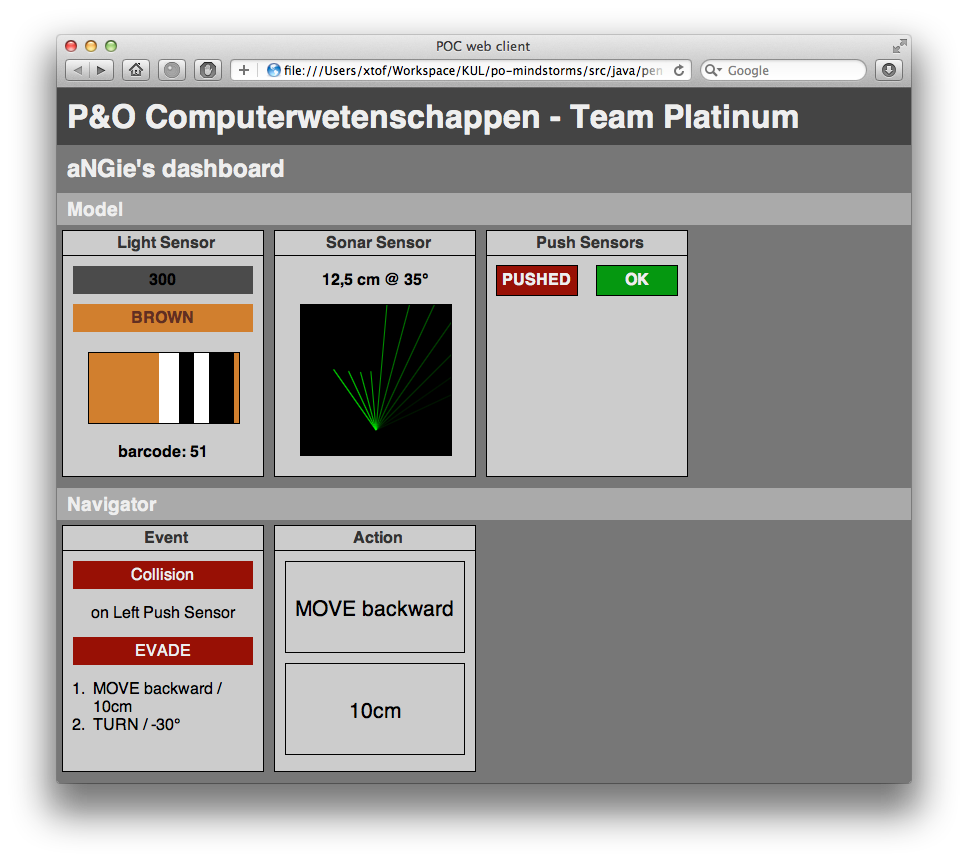 POC web client
file:///Users/xtof/Workspace/KUL/po-mindstorms/src/java/pen
Google
P&O Computerwetenschappen - Team Platinum
aNGie's dashboard
Model
Light Sensor
300
BROWN
barcode: 51
Sonar Sensor
12,5 cm @ 35°
Push Sensors
PUSHED
OK
Navigator
Event
Collision
on Left Push Sensor
EVADE
1. MOVE backward /
10cm
2. TURN / -30°
Action
MOVE backward
10cm